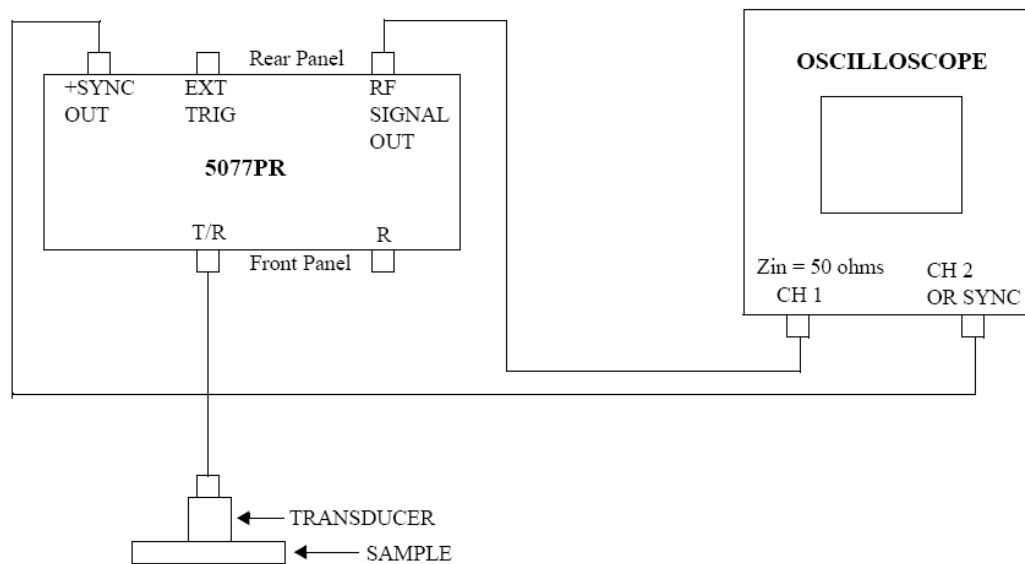 Rear Panel
+SYNC
OUT
EXT
TRIG
RF
SIGNAL
OUT
5077PR
T/R
R
Front Panel
OSCILLOSCOPE
Zin = 50 ohms
CH 1
CH 2
OR SYNC
TRANSDUCER
SAMPLE